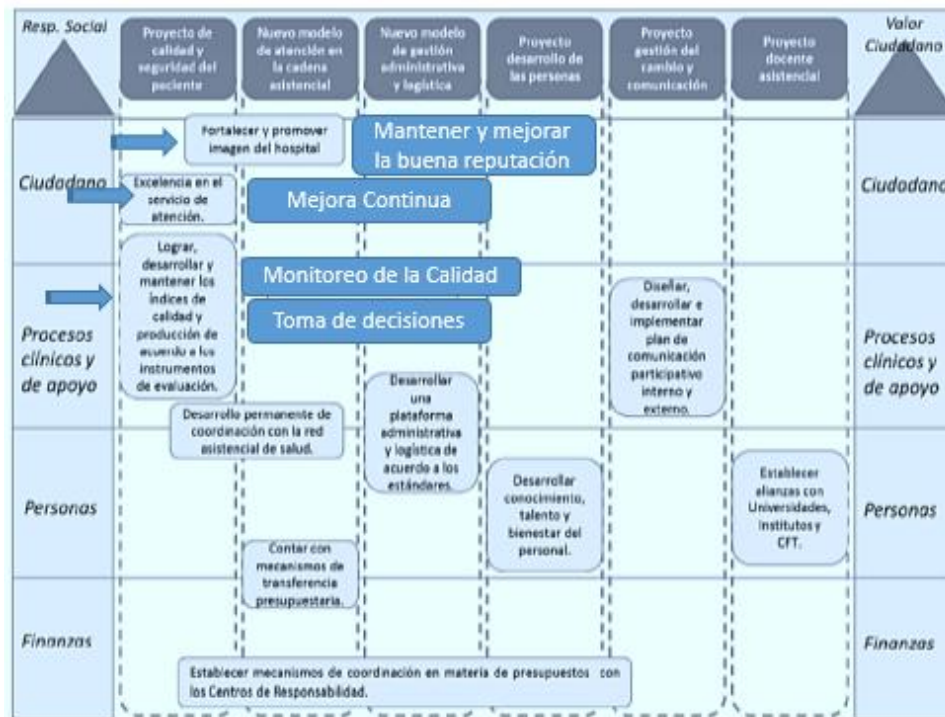 Resp. Social
Proyecto de
calidad y
seguridad del
paciente
Nuevo modelo
de atención en
la cadena
asistencial
Nuevo modelo
de gestión
administrativa
y logística
Proyecto
desarrollo de
las personas
Proyecto
gestión del
cambio y
comunicación
Proyecto
docente
asistencial
Valor
Ciudadano
Ciudadano
Fortalecer y promover
imagen del hospital
Mantener y mejorar
la buena reputación
Ciudadano
Excelencia en el
servicio de
atención.
Mejora Continua
Procesos
clínicos y
de apoyo
Lograr,
desarrollar y
mantener los
índices de
calidad y
producción de
acuerdo a los
instrumentos
de evaluación.
Monitoreo de la Calidad
Toma de decisiones
Diseñar,
desarrollar e
implementar
plan de
comunicación
participativo
interno y
externo.
Procesos
clínicos y
de apoyo
Desarrollo permanente de
coordinación con la red
asistencial de salud.
Desarrollar
una
plataforma
administrativa
y logística de
acuerdo a los
estándares.
Personas
Desarrollar
conocimiento,
talento y
bienestar del
personal.
Establecer
alianzas con
Universidades,
Institutos y
CFT.
Personas
Contar con
mecanismos de
transferencia
presupuestaria.
Finanzas
Finanzas
Establecer mecanismos de coordinación en materia de presupuestos con
los Centros de Responsabilidad.